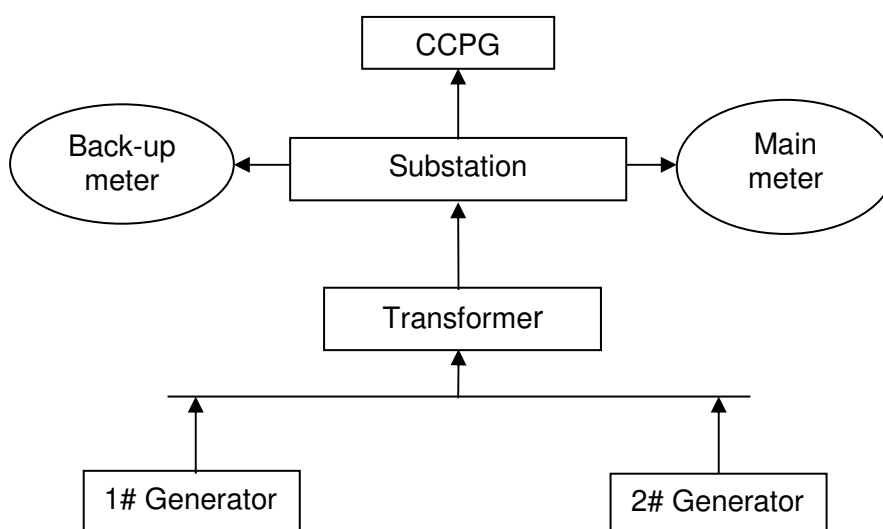 CCPG
Back-up
meter
Substation
Main
meter
Transformer
1# Generator
2# Generator